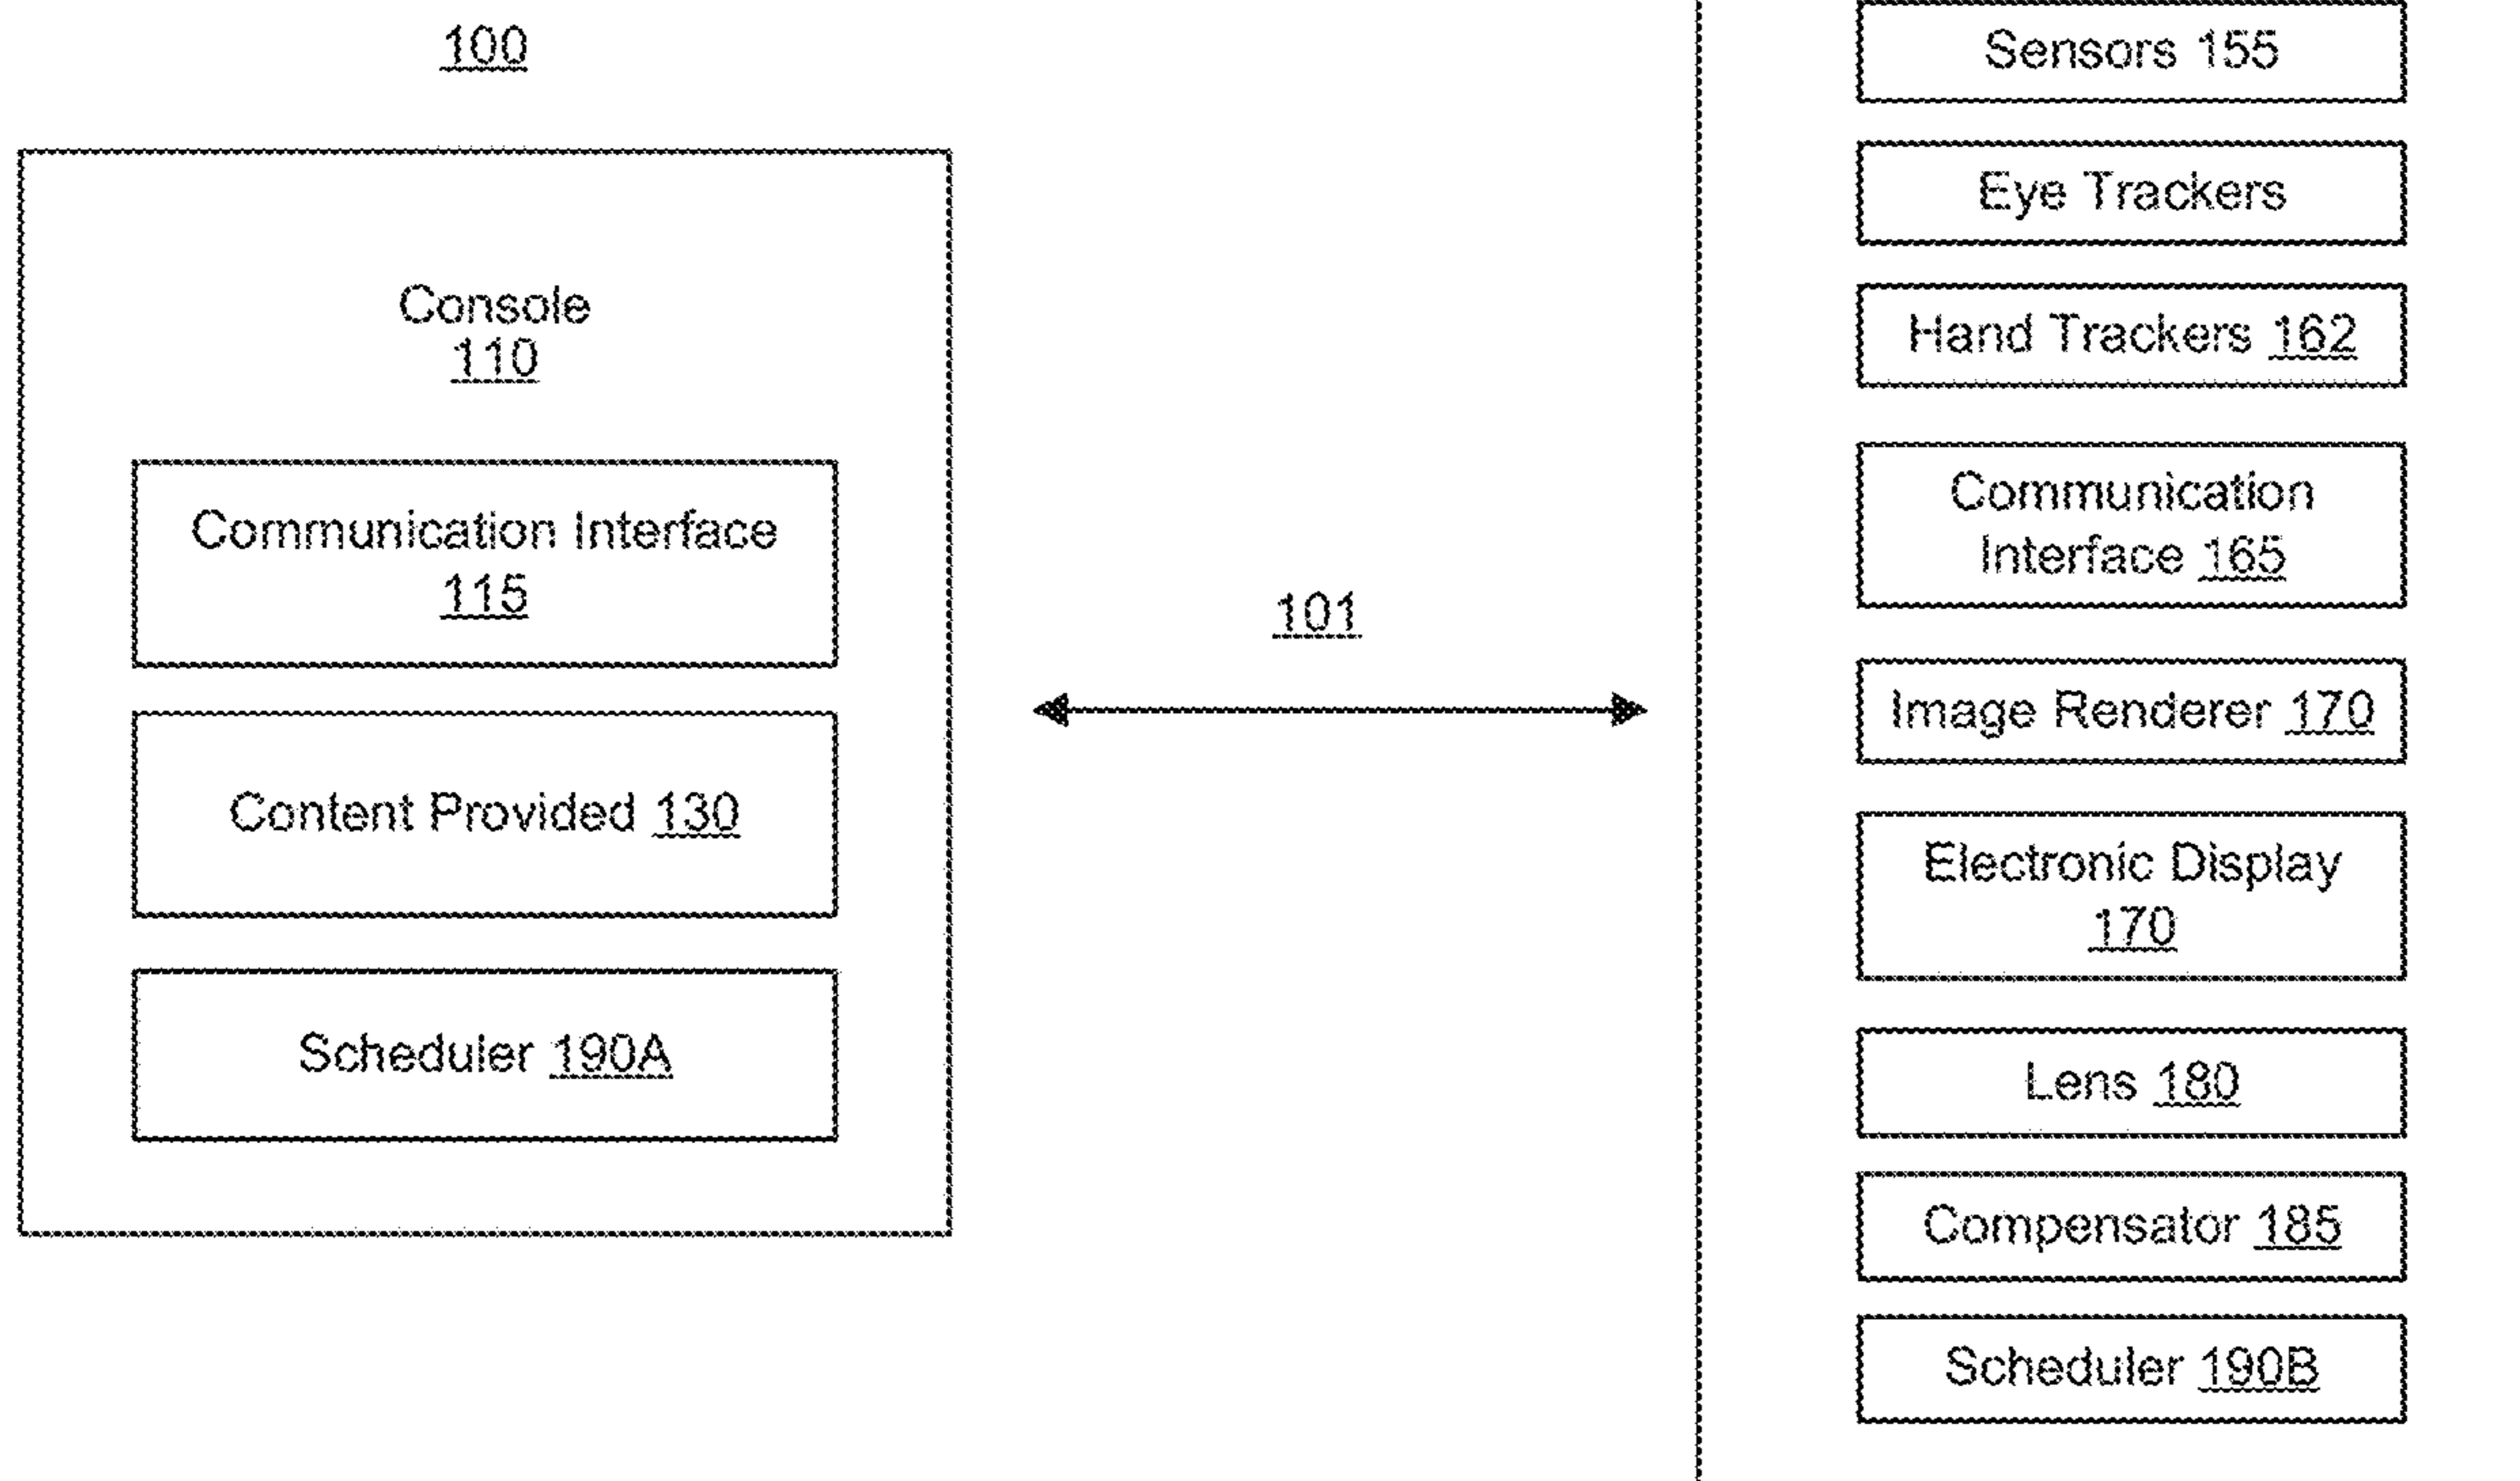 100
Console
110
Communication Interface
115
Content Provided 130
Scheduler 190A
101
Sensors 155
Eye Trackers
Hand Trackers 162
Communication
Interface 165
Image Renderer 170
Electronic Display
170
Lens 180
Compensator 185
Scheduler 190B